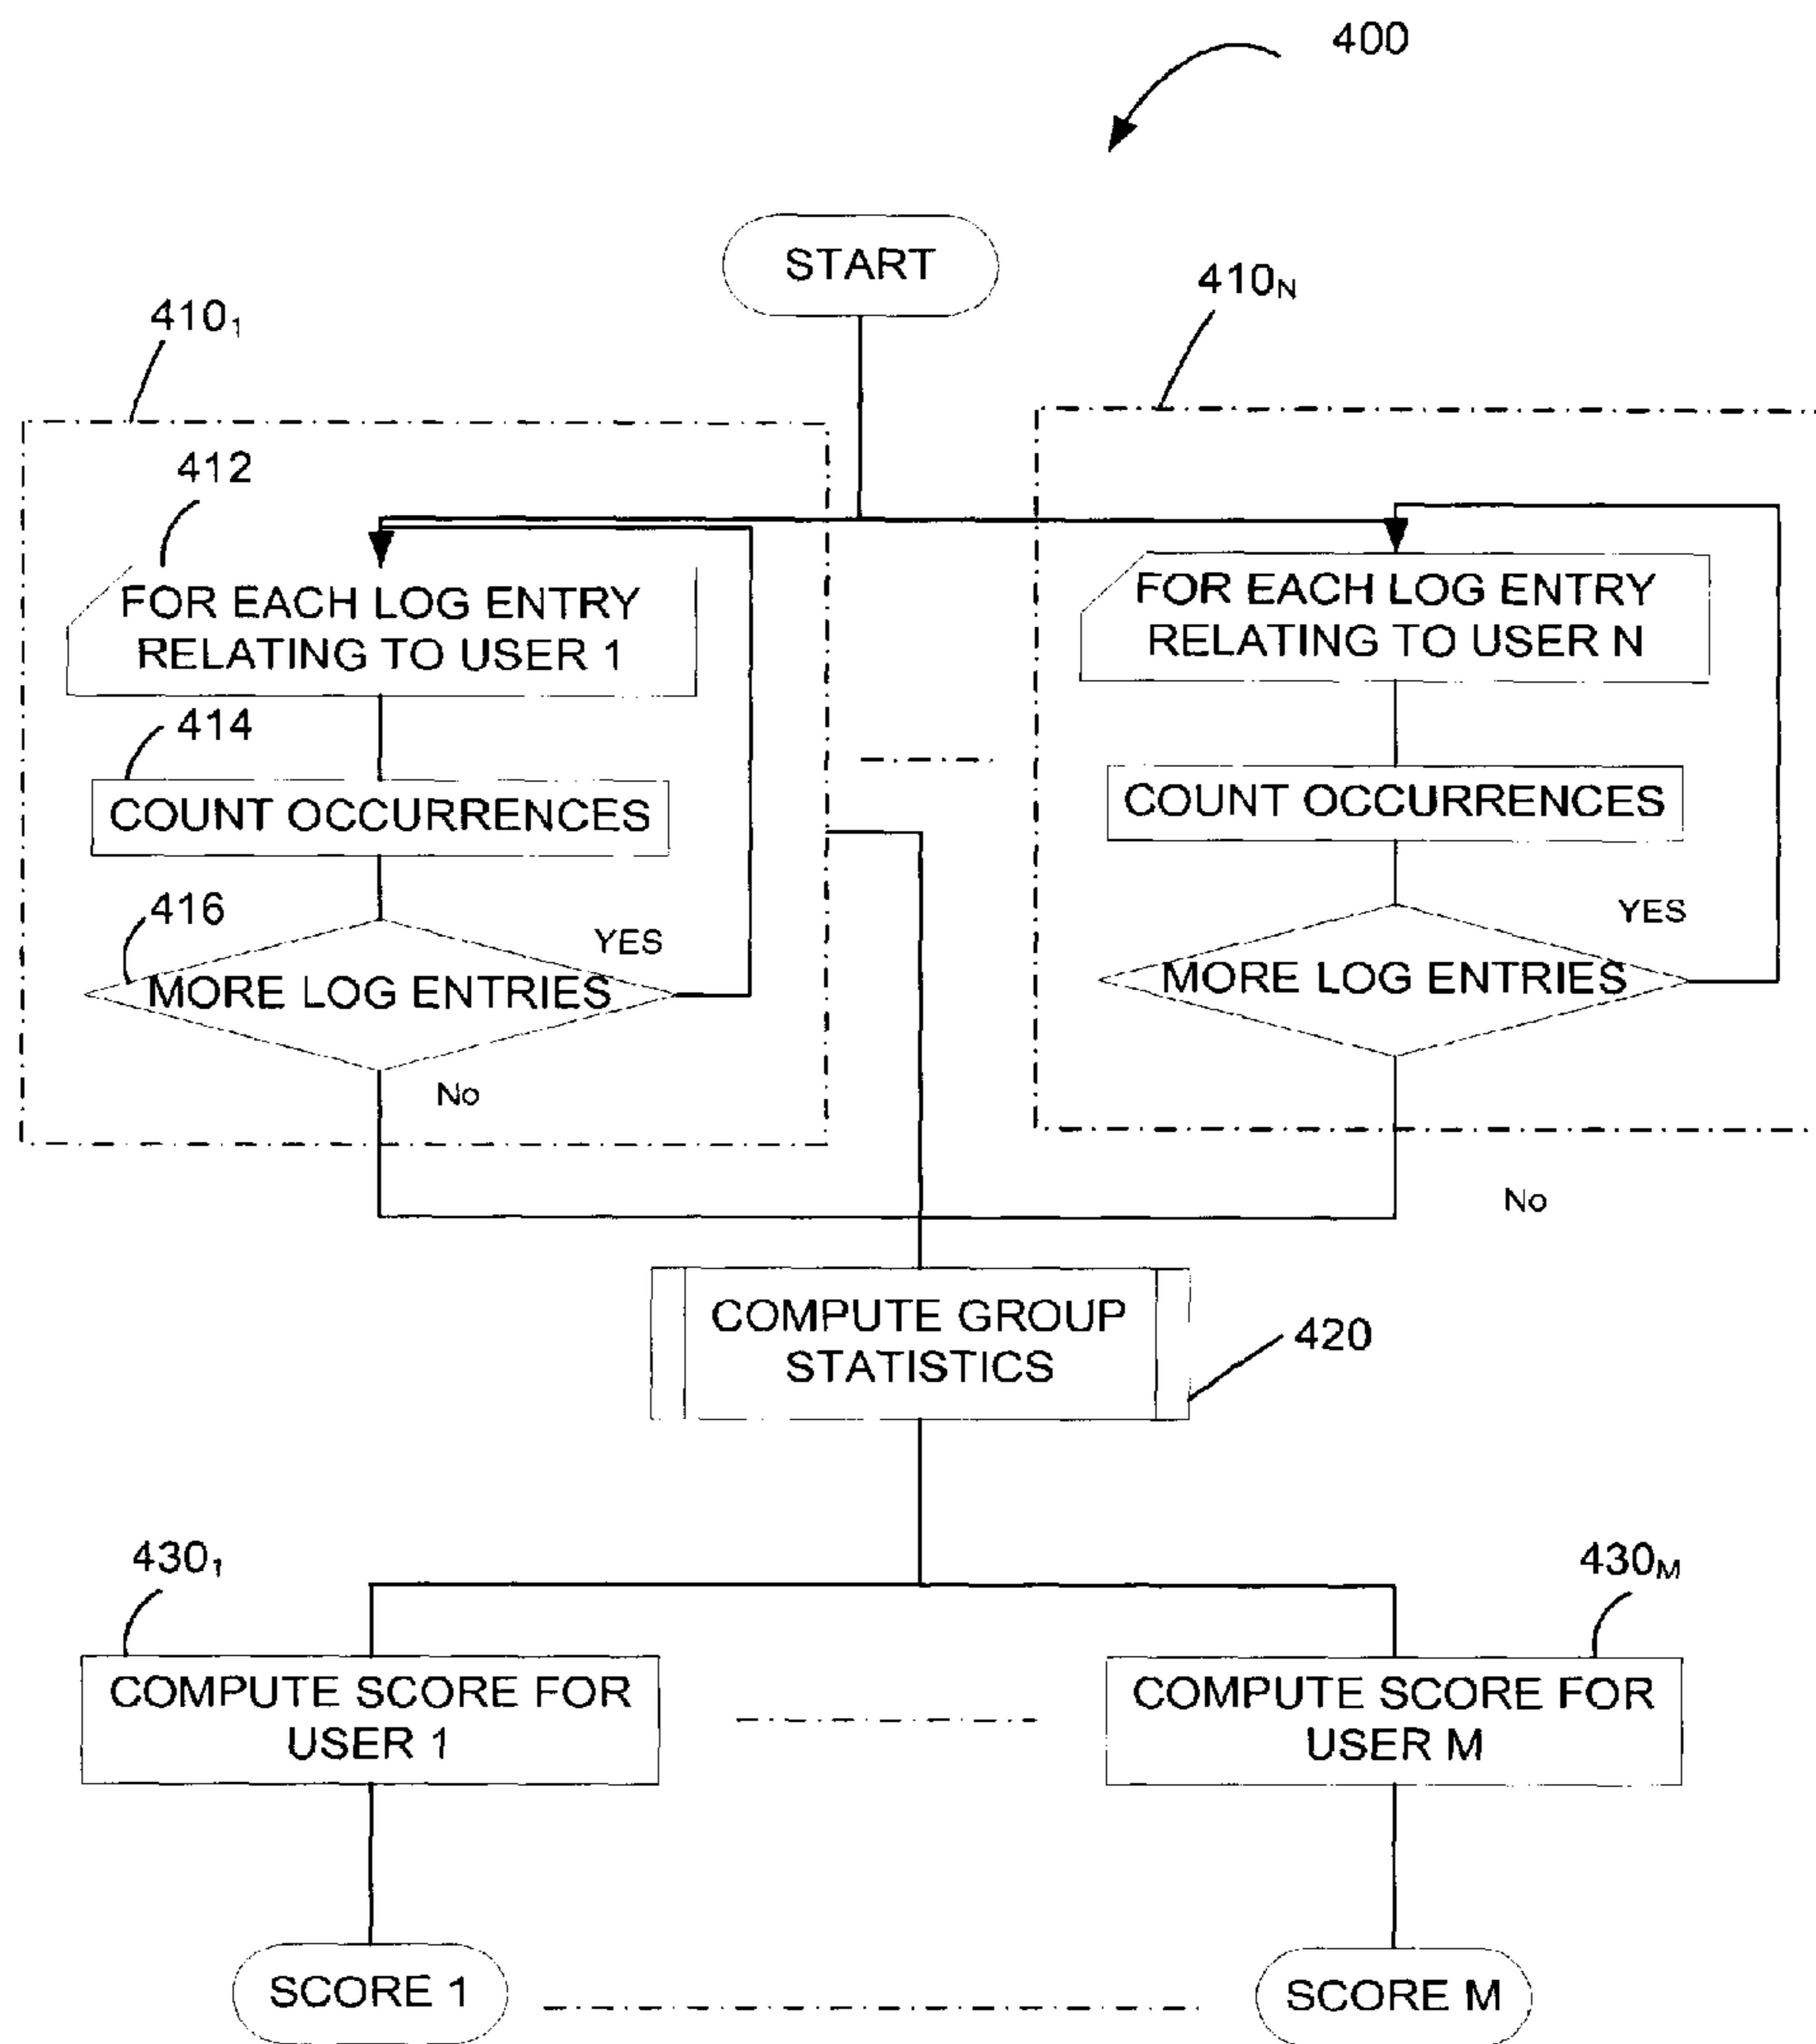 400
START
410₁
410N
412
FOR EACH LOG ENTRY
RELATING TO USER 1
FOR EACH LOG ENTRY
RELATING TO USER N
414
COUNT OCCURRENCES
COUNT OCCURRENCES
416
YES
MORE LOG ENTRIES
YES
MORE LOG ENTRIES
No
No
COMPUTE GROUP
STATISTICS
420
430₁
430M
COMPUTE SCORE FOR
USER 1
COMPUTE SCORE FOR
USER M
SCORE 1
SCORE M